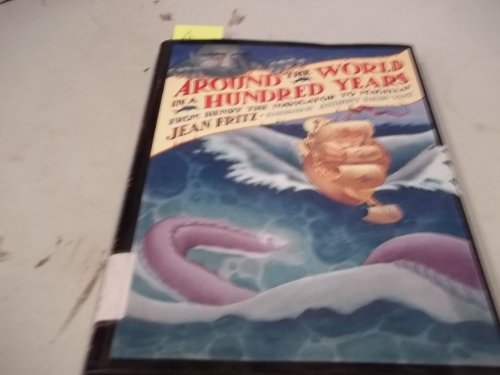 AROUND THE WORLD
IN A HUNDRED YEARS
FROM HENRY THE NAVIGATOR TO MAGELLAN
JEAN FRITZ